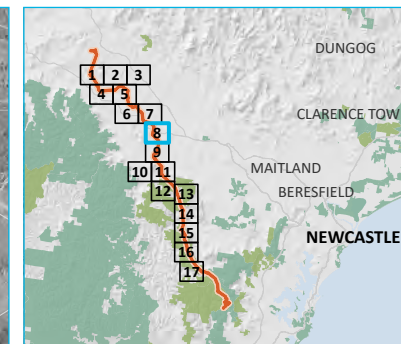 DUNGOG
1 2 3
4 5
6 7
CLARENCE TOW
8
9
MAITLAND
10 11
BERESFIELD
12 13
14
15
NEWCASTLE
16
17